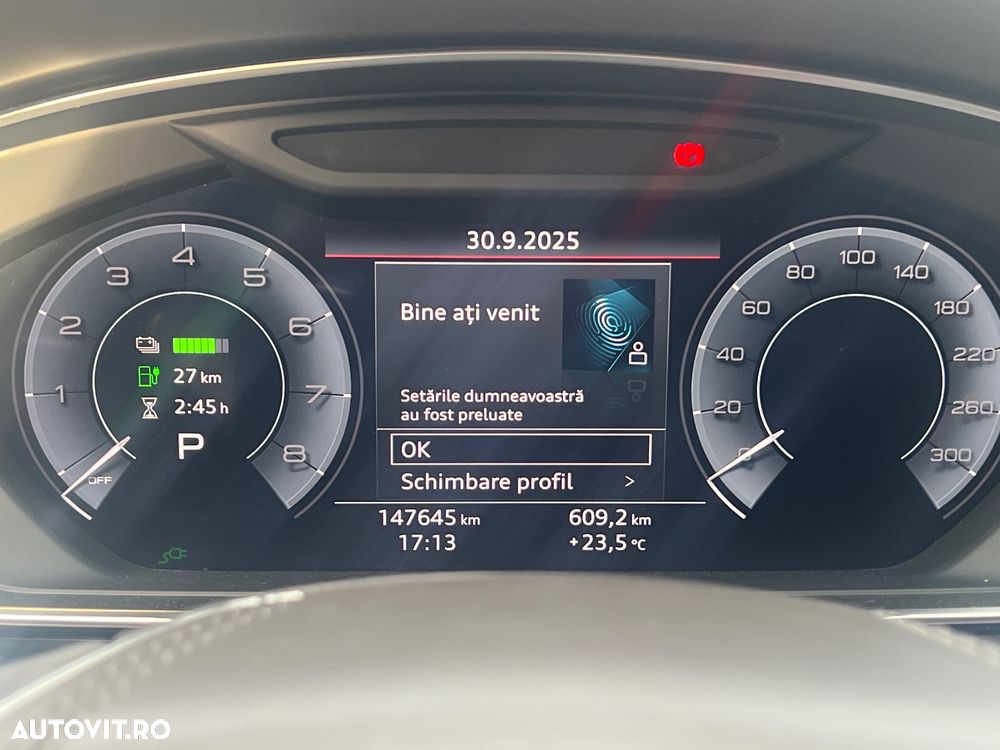 30.9.2025
1
2
3
4
5
6
7
8
OFF
27 km
2:45 h
P
Bine ați venit
Setările dumneavoastră
au fost preluate
OK
Schimbare profil >
147645 km
609,2 km
17:13
+23,5 °C
0
20
40
60
80
100
140
180
220
260
300
AUTOVIT.RO